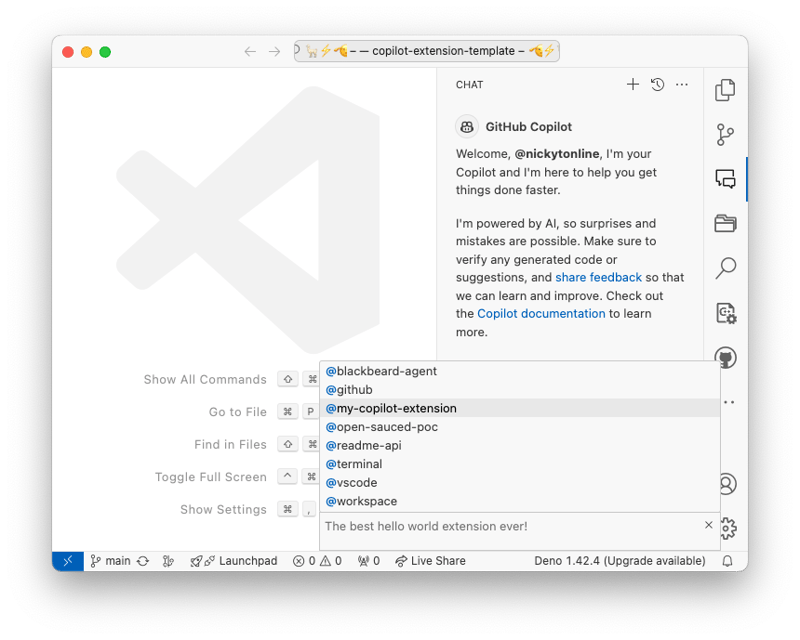 – — copilot-extension-template –
CHAT
GitHub Copilot
Welcome, @nickytonline, I'm your
Copilot and I'm here to help you get
things done faster.
I'm powered by AI, so surprises and
mistakes are possible. Make sure to
verify any generated code or
suggestions, and share feedback so that
we can learn and improve. Check out
the Copilot documentation to learn
more.
Show All Commands ⇧ ⌘
Go to File ⌘ P
Find in Files ⇧ ⌘
Toggle Full Screen ^ ⌘
Show Settings ⌘ ,
@blackbeard-agent
@github
@my-copilot-extension
@open-sauced-poc
@readme-api
@terminal
@vscode
@workspace
The best hello world extension ever!
main Launchpad 0 0 0 Live Share Deno 1.42.4 (Upgrade available)